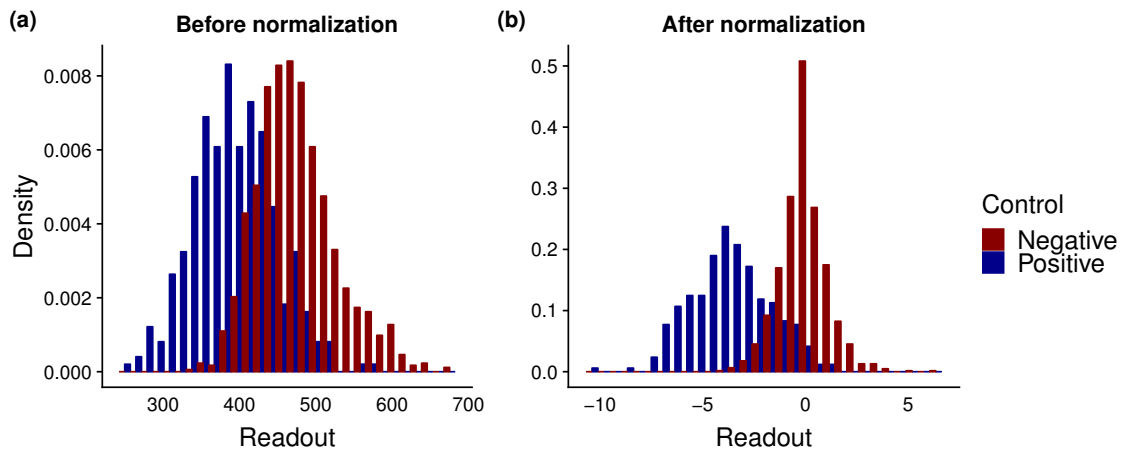 (a)
Before normalization
Density
0.008
0.006
0.004
0.002
0.000
300 400 500 600 700
Readout
(b)
After normalization
0.5
0.4
0.3
0.2
0.1
0.0
−10 −5 0 5
Readout
Control
Negative
Positive